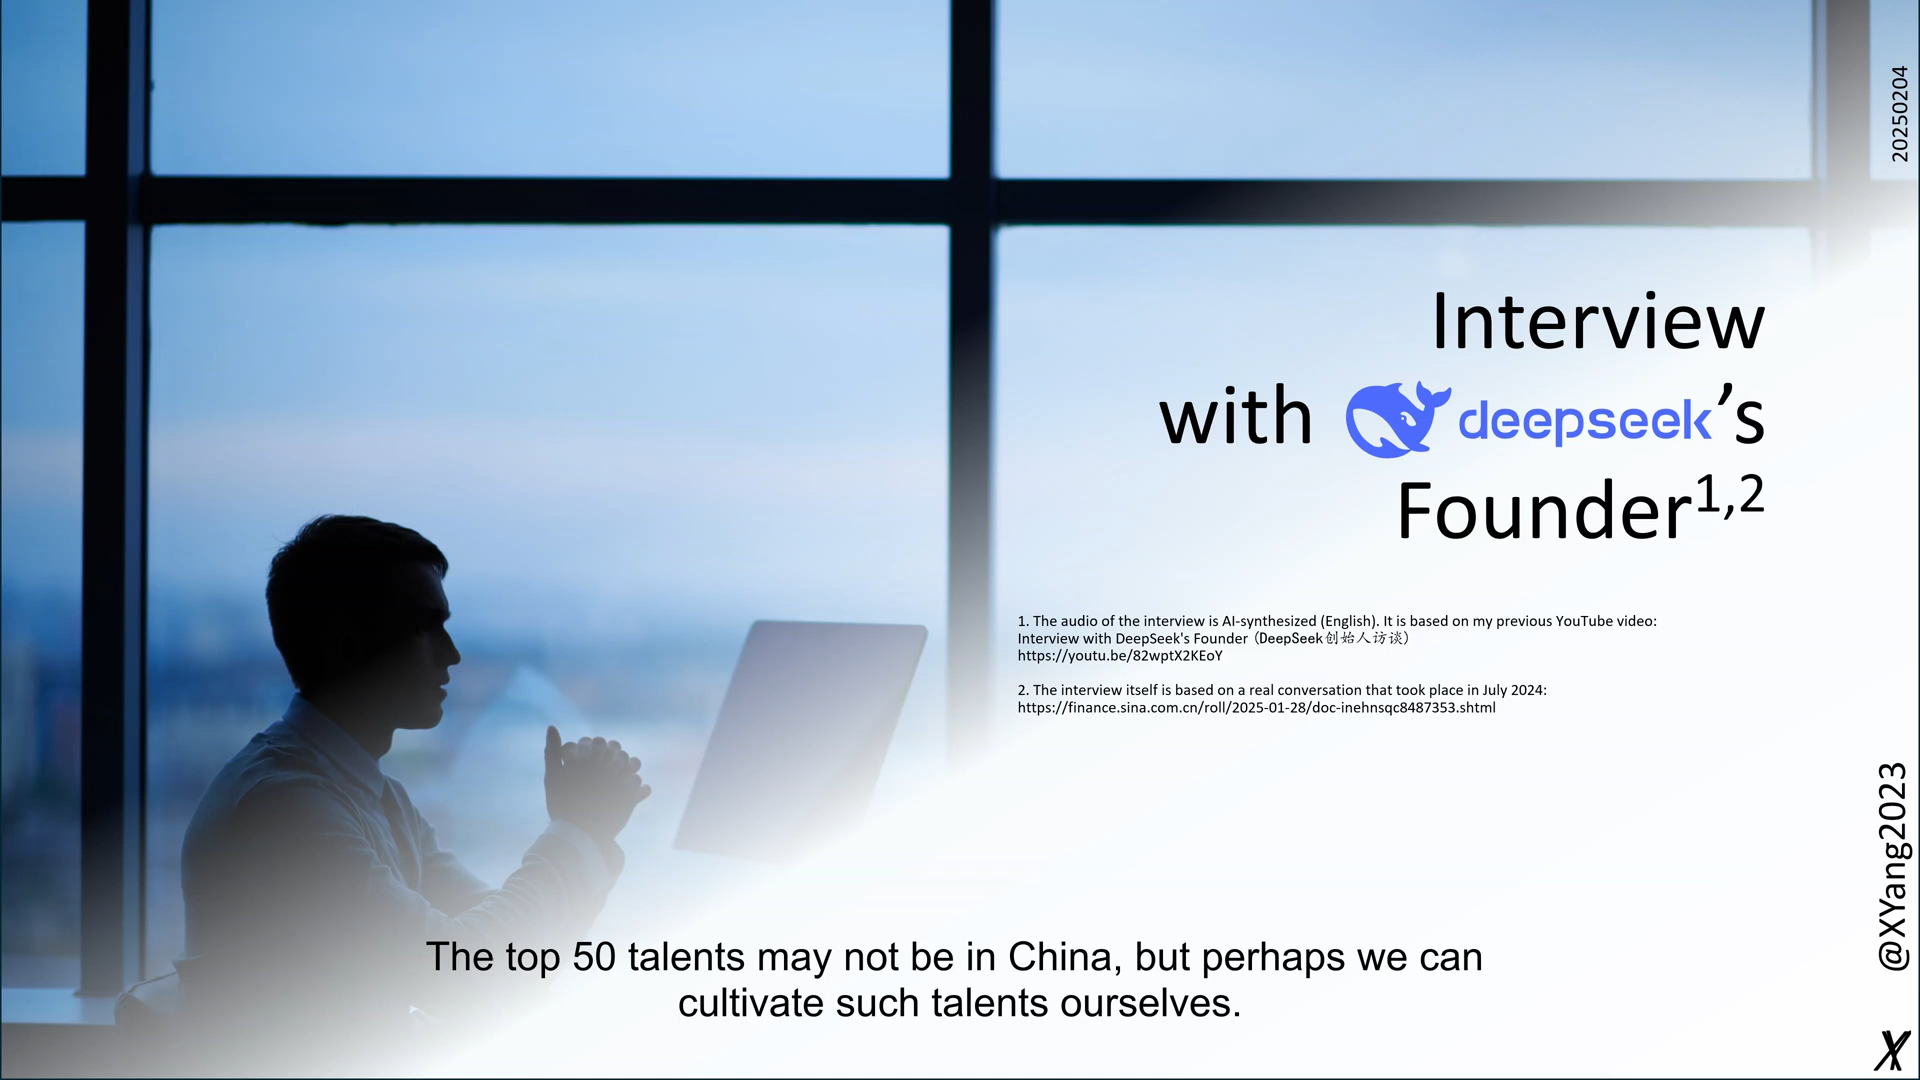 20250204
Interview
with deepseek's
Founder1,2
1. The audio of the interview is AI-synthesized (English). It is based on my previous YouTube video:
Interview with DeepSeek's Founder（DeepSeek创始人访谈）
https://youtu.be/82wptX2KEoY
2. The interview itself is based on a real conversation that took place in July 2024:
https://finance.sina.com.cn/roll/2025-01-28/doc-inehnsqc8487353.shtml
@XYang2023
The top 50 talents may not be in China, but perhaps we can
cultivate such talents ourselves.
X